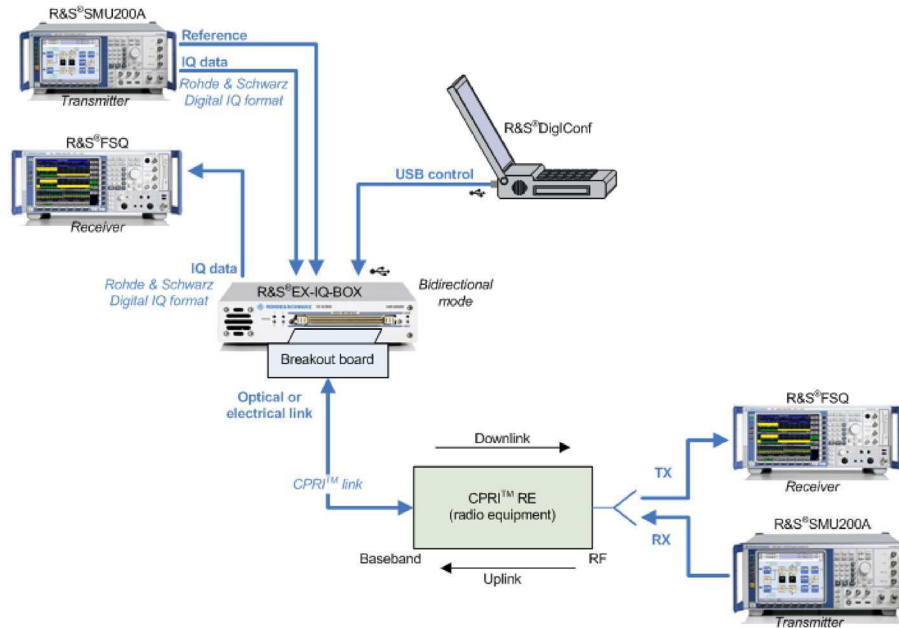 R&S®SMU200A
Reference
IQ data
Rohde & Schwarz
Digital IQ format
Transmitter
R&S®FSQ
Receiver
R&S®DigIConf
USB control
IQ data
Rohde & Schwarz
Digital IQ format
R&S®EX-IQ-BOX
Bidirectional
mode
ROHDE&SCHWARZ
Breakout board
Optical or
electrical link
CPRI™ link
Downlink
CPRI™ RE
(radio equipment)
Baseband
RF
Uplink
TX
RX
R&S®FSQ
Receiver
R&S®SMU200A
Transmitter